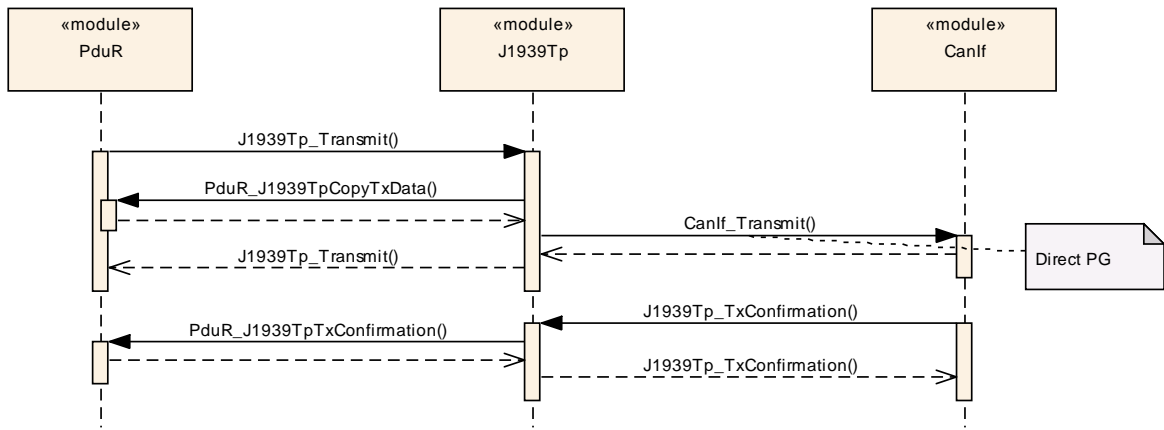 «module»
PduR
«module»
J1939Tp
«module»
CanIf
J1939Tp_Transmit()
PduR_J1939TpCopyTxData()
CanIf_Transmit()
Direct PG
J1939Tp_Transmit()
J1939Tp_TxConfirmation()
PduR_J1939TpTxConfirmation()
J1939Tp_TxConfirmation()